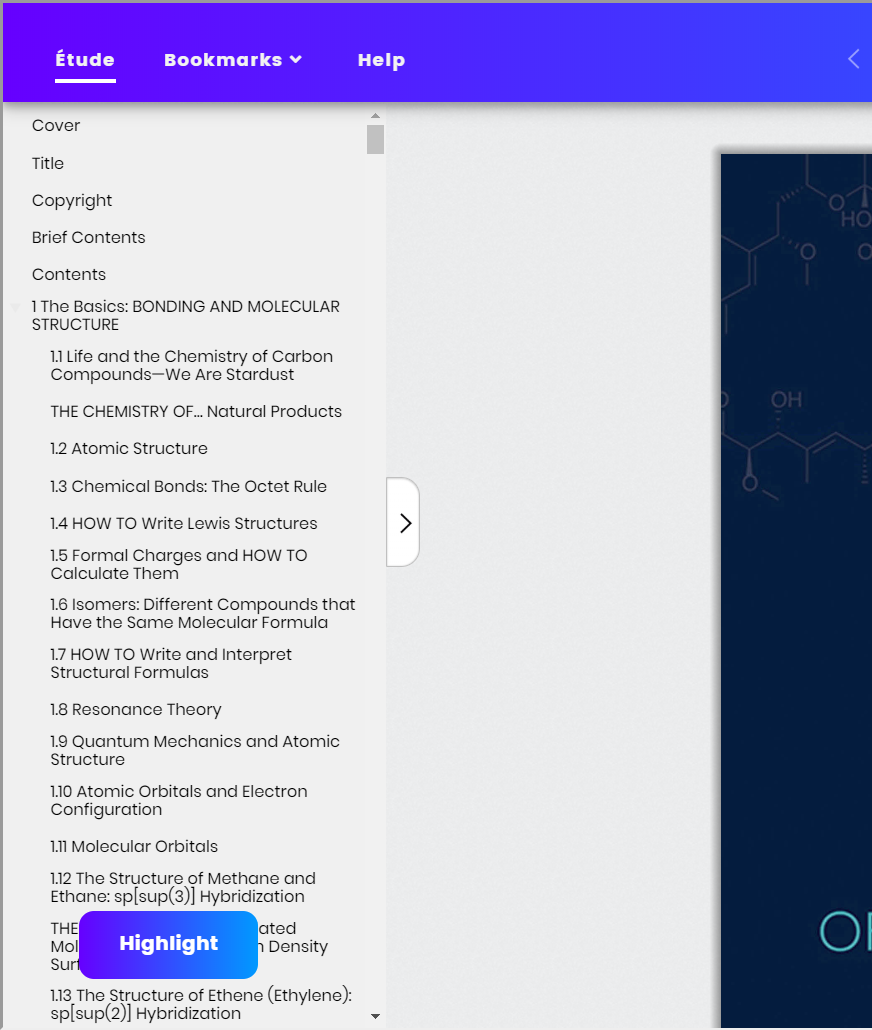 Étude Bookmarks Help
Cover
Title
Copyright
Brief Contents
Contents
1 The Basics: BONDING AND MOLECULAR
STRUCTURE
1.1 Life and the Chemistry of Carbon
Compounds—We Are Stardust
THE CHEMISTRY OF... Natural Products
1.2 Atomic Structure
1.3 Chemical Bonds: The Octet Rule
1.4 HOW TO Write Lewis Structures
1.5 Formal Charges and HOW TO
Calculate Them
1.6 Isomers: Different Compounds that
Have the Same Molecular Formula
1.7 HOW TO Write and Interpret
Structural Formulas
1.8 Resonance Theory
1.9 Quantum Mechanics and Atomic
Structure
1.10 Atomic Orbitals and Electron
Configuration
1.11 Molecular Orbitals
1.12 The Structure of Methane and
Ethane: sp[sup(3)] Hybridization
THE
Density
Highlight
1.13 The Structure of Ethene (Ethylene):
sp[sup(2)] Hybridization
O
HO
O
OH
O